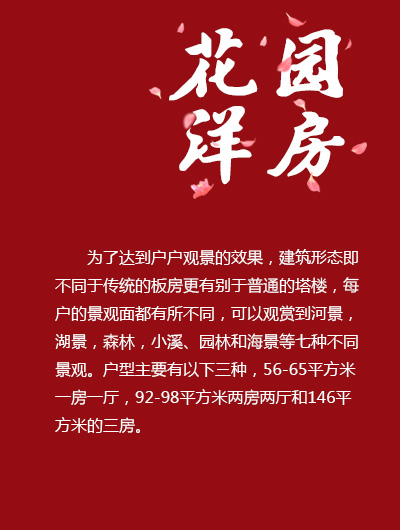 花园
洋房
为了达到户户观景的效果，建筑形态即
不同于传统的板房更有别于普通的塔楼，每
户的景观面都有所不同，可以观赏到河景，
湖景，森林，小溪、园林和海景等七种不同
景观。户型主要有以下三种，56-65平方米
一房一厅，92-98平方米两房两厅和146平
方米的三房。